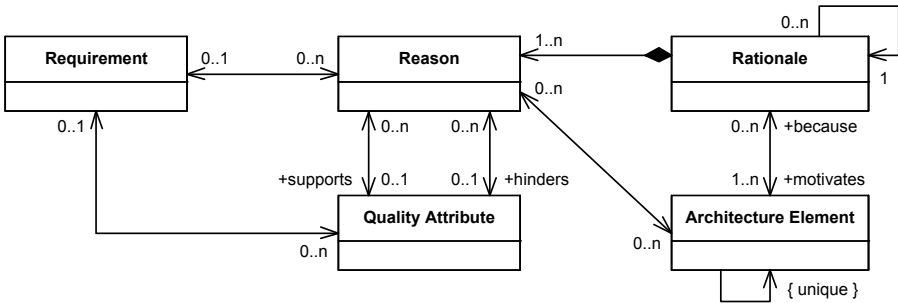 0..n
Requirement
Reason
Rationale
0..1
0..n
1..n
1
0..n
0..1
0..n
0..n
0..n
+because
+supports
0..1
0..1
+hinders
1..n
+motivates
Quality Attribute
Architecture Element
0..n
0..n
{ unique }